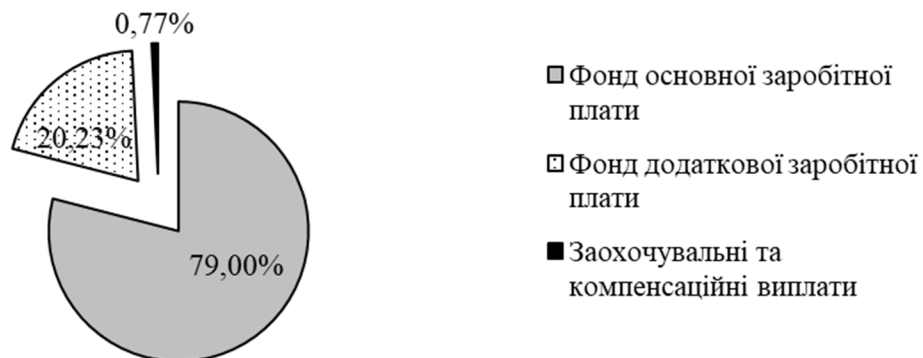 0,77%
20,23%
79,00%
Фонд основної заробітної
плати
Фонд додаткової заробітної
плати
Заохочувальні та
компенсаційні виплати